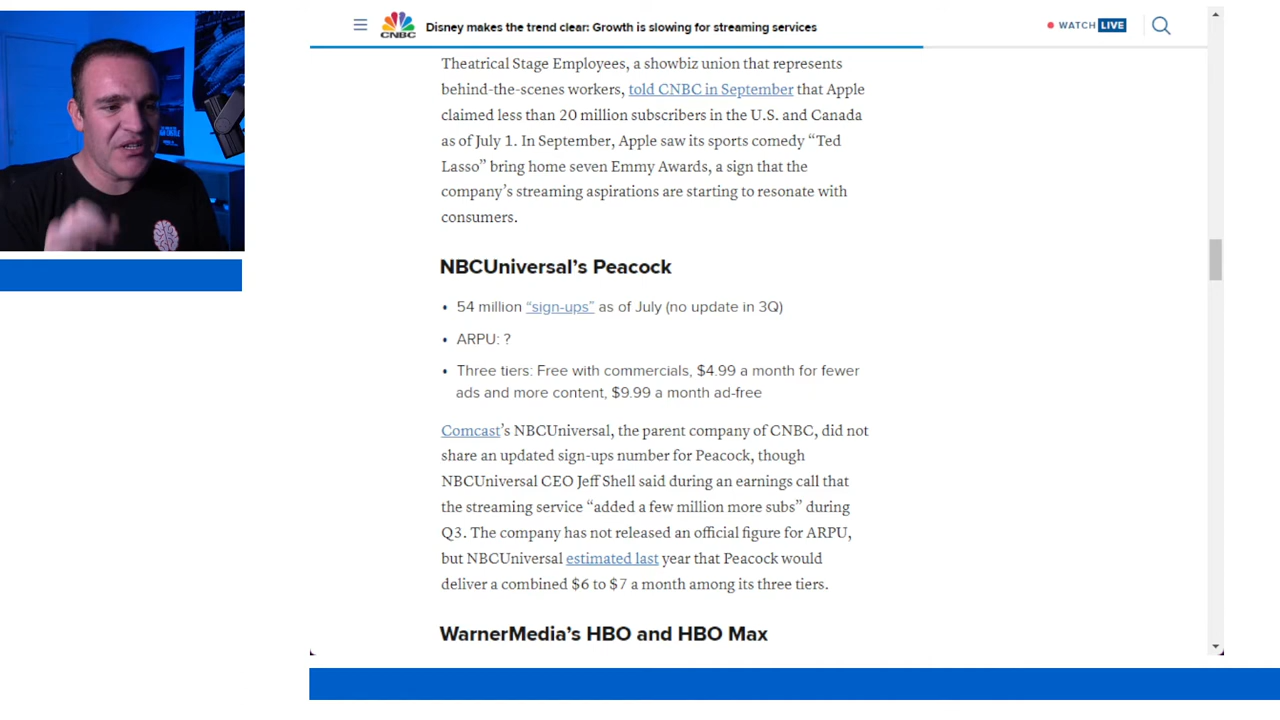 CNBC
Disney makes the trend clear: Growth is slowing for streaming services
WATCH LIVE
Theatrical Stage Employees, a showbiz union that represents
behind-the-scenes workers, told CNBC in September that Apple
claimed less than 20 million subscribers in the U.S. and Canada
as of July 1. In September, Apple saw its sports comedy “Ted
Lasso” bring home seven Emmy Awards, a sign that the
company’s streaming aspirations are starting to resonate with
consumers.
NBCUniversal’s Peacock
• 54 million “sign-ups” as of July (no update in 3Q)
• ARPU: ?
• Three tiers: Free with commercials, $4.99 a month for fewer
ads and more content, $9.99 a month ad-free
Comcast’s NBCUniversal, the parent company of CNBC, did not
share an updated sign-ups number for Peacock, though
NBCUniversal CEO Jeff Shell said during an earnings call that
the streaming service “added a few million more subs” during
Q3. The company has not released an official figure for ARPU,
but NBCUniversal estimated last year that Peacock would
deliver a combined $6 to $7 a month among its three tiers.
WarnerMedia’s HBO and HBO Max